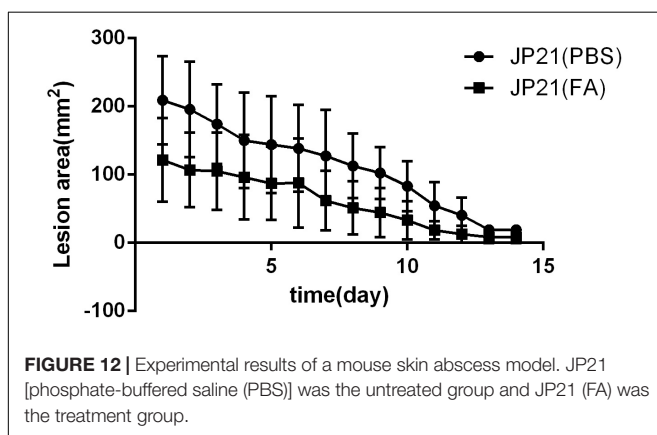 300
200
100
0
-100
Lesion area(mm²)
5
10
15
time(day)
JP21(PBS)
JP21(FA)
FIGURE 12 | Experimental results of a mouse skin abscess model. JP21
[phosphate-buffered saline (PBS)] was the untreated group and JP21 (FA) was
the treatment group.